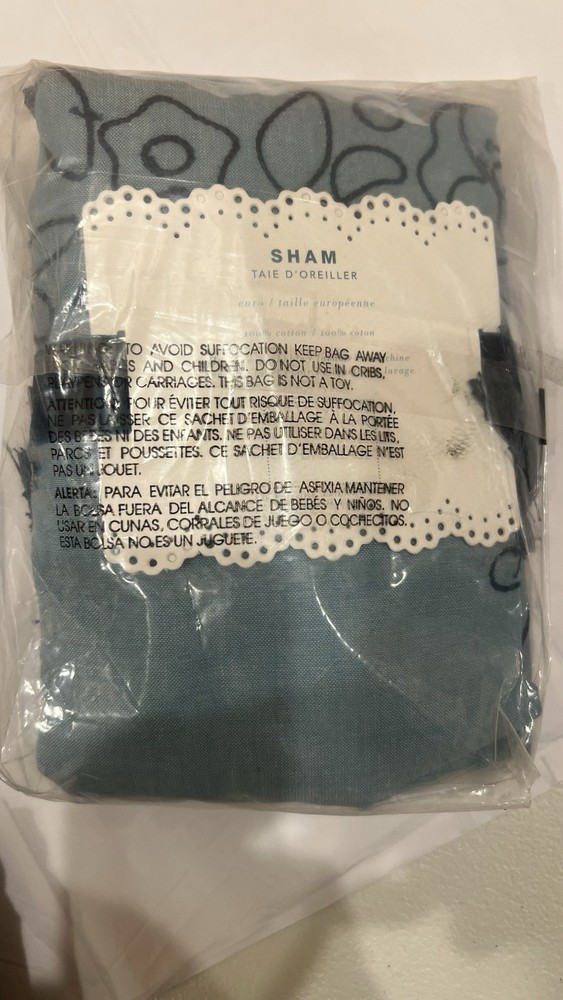 SHAM
TAIE D'OREILLER
euro / taille européenne
100% cotton / 100% coton
TO AVOID SUFFOCATION KEEP BAG AWAY
AND CHILDREN. DO NOT USE IN CRIBS,
OR CARRIAGES. THIS BAG IS NOT A TOY.
ATTENTION POUR ÉVITER TOUT RISQUE DE SUFFOCATION,
NE PAS LAISSER CE SACHET D'EMBALLAGE À LA PORTÉE
DES BÉBÉS NI DES ENFANTS. NE PAS UTILISER DANS LES LITS,
PARCS ET POUSSETTES. CE SACHET D'EMBALLAGE N'EST
PAS UN JOUET.
ALERTA: PARA EVITAR EL PELIGRO DE ASFIXIA MANTENER
LA BOLSA FUERA DEL ALCANCE DE BEBÉS Y NIÑOS. NO
USAR EN CUNAS, CORRALES DE JUEGO O COCHECITOS.
ESTA BOLSA NO ES UN JUGUETE.